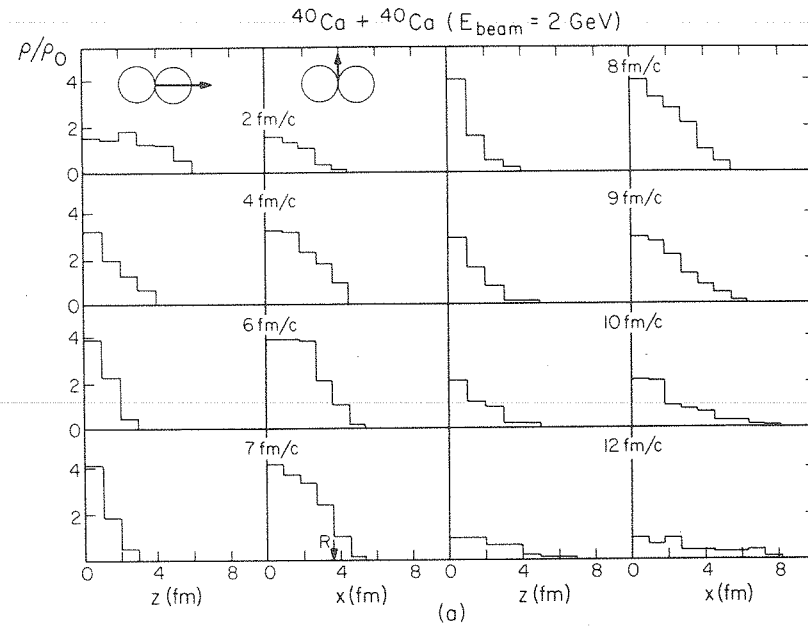 ⁴⁰Ca + ⁴⁰Ca (E_beam = 2 GeV)
ρ/ρ₀
4
2
0
2 fm/c
8 fm/c
4
2
0
4 fm/c
9 fm/c
4
2
0
6 fm/c
10 fm/c
4
2
7 fm/c
12 fm/c
R
0 4 8 0 4 8 0 4 8 0 4 8
z (fm) x (fm) z (fm) x (fm)
(a)